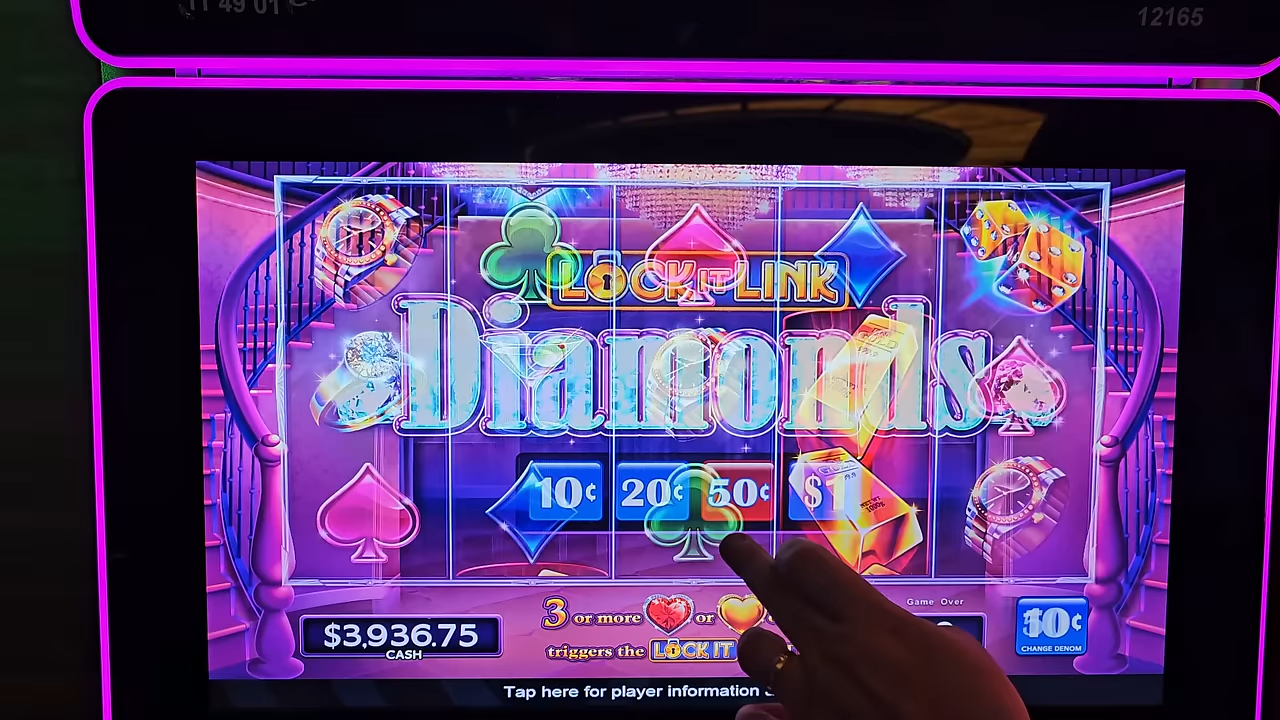 12165
LOCK IT LINK
Diamonds
10¢ 20¢ 50¢ $1
3 or more or
triggers the LOCK IT
Game Over
$3,936.75
CASH
CHANGE DENOM
Tap here for player information